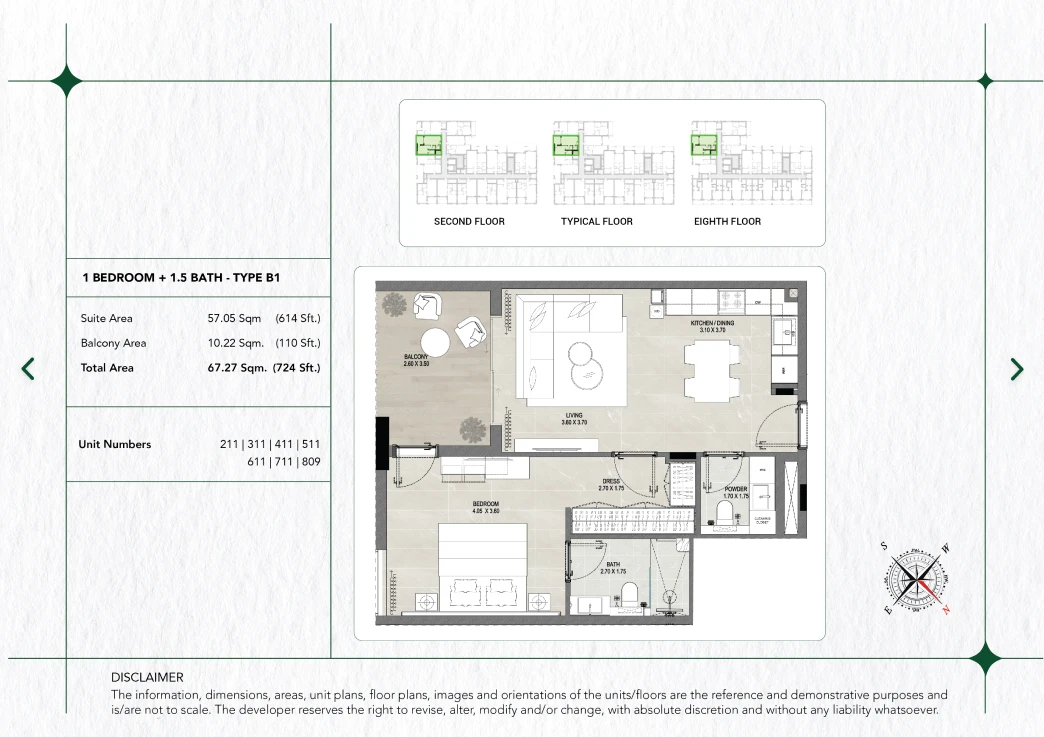 SECOND FLOOR
TYPICAL FLOOR
EIGHTH FLOOR
1 BEDROOM + 1.5 BATH - TYPE B1
Suite Area 57.05 Sqm (614 Sft.)
Balcony Area 10.22 Sqm. (110 Sft.)
Total Area 67.27 Sqm. (724 Sft.)
Unit Numbers 211 | 311 | 411 | 511
611 | 711 | 809
BALCONY
2.60 X 3.50
KITCHEN / DINING
3.10 X 3.70
LIVING
3.60 X 3.70
DRESS
2.70 X 1.75
POWDER
1.70 X 1.75
BEDROOM
4.05 X 3.60
BATH
2.70 X 1.75
DW
S
W
E
N
DISCLAIMER
The information, dimensions, areas, unit plans, floor plans, images and orientations of the units/floors are the reference and demonstrative purposes and
is/are not to scale. The developer reserves the right to revise, alter, modify and/or change, with absolute discretion and without any liability whatsoever.